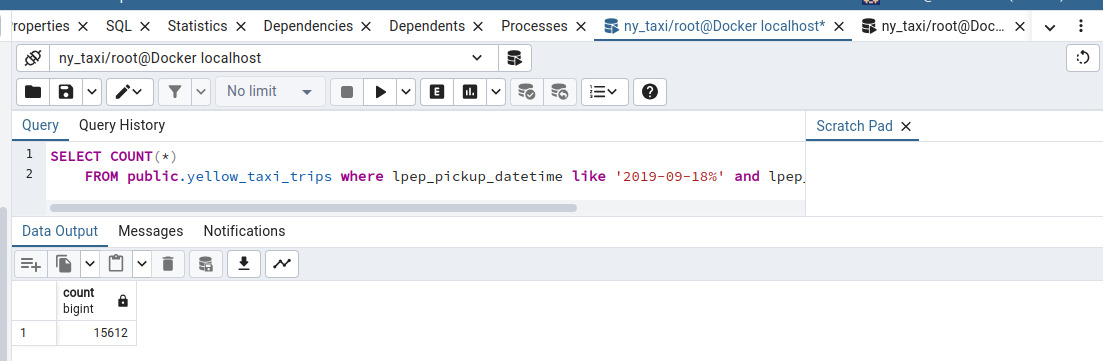 roperties SQL Statistics Dependencies Dependents Processes ny_taxi/root@Docker localhost* ny_taxi/root@Doc...
ny_taxi/root@Docker localhost
No limit E
Query Query History Scratch Pad
1 SELECT COUNT(*)
2 FROM public.yellow_taxi_trips where lpep_pickup_datetime like '2019-09-18%' and lpep_
Data Output Messages Notifications
count
bigint
1 15612